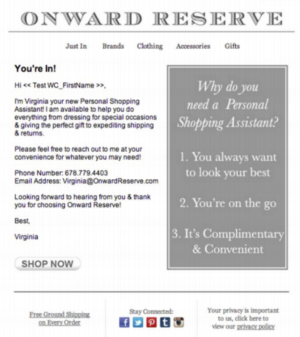 ONWARD RESERVE
Just In Brands Clothing Accessories Gifts
You're In!
Hi << Test WC_FirstName >>,
I'm Virginia your new Personal Shopping
Assistant! I am available to help you do
everything from dressing for special occasions
& giving the perfect gift to expediting shipping
& returns.
Please feel free to reach out to me at your
convenience for whatever you may need!
Phone Number: 678.779.4403
Email Address: Virginia@OnwardReserve.com
Looking forward to hearing from you & thank
you for choosing Onward Reserve!
Best,
Virginia
SHOP NOW
Why do you
need a Personal
Shopping Assistant?
1. You always want
to look your best
2. You're on the go
3. It's Complimentary
& Convenient
Free Ground Shipping
on Every Order
Stay Connected:
Your privacy is important
to us, click here to
view our privacy policy